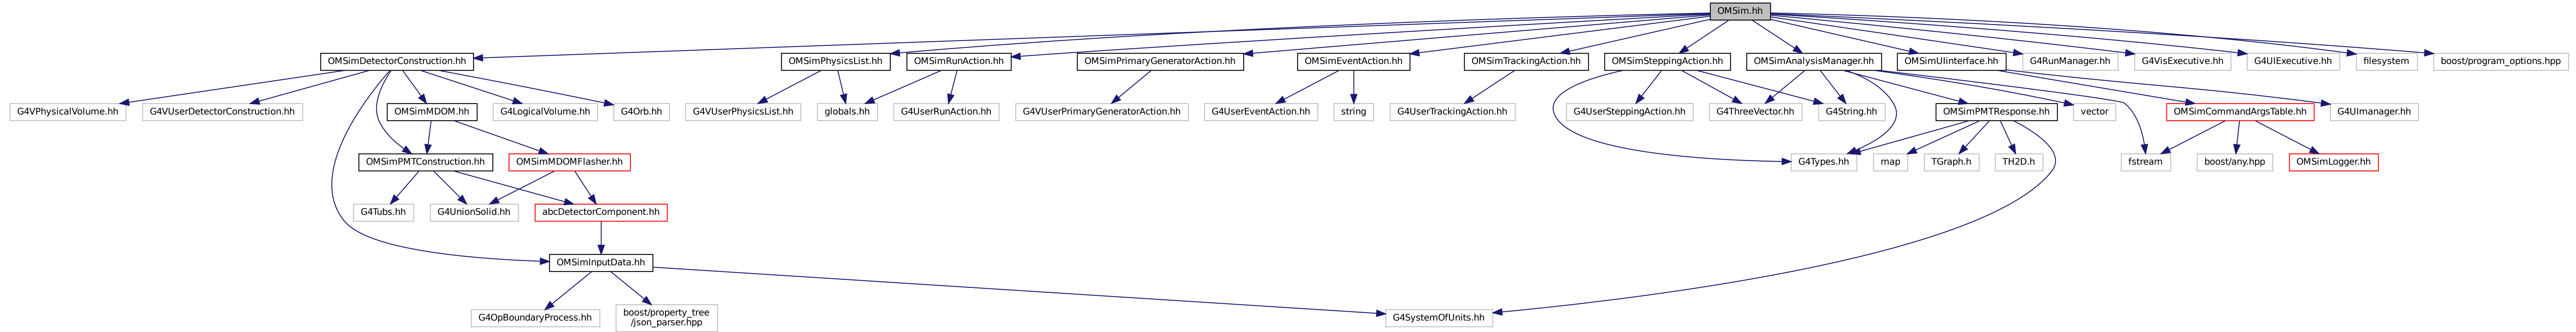 OMSim.hh
OMSimDetectorConstruction.hh
OMSimPhysicsList.hh
OMSimRunAction.hh
OMSimPrimaryGeneratorAction.hh
OMSimEventAction.hh
OMSimTrackingAction.hh
OMSimSteppingAction.hh
OMSimAnalysisManager.hh
OMSimUIinterface.hh
G4RunManager.hh
G4VisExecutive.hh
G4UIExecutive.hh
filesystem
boost/program_options.hpp
G4VPhysicalVolume.hh
G4VUserDetectorConstruction.hh
OMSimMDOM.hh
G4LogicalVolume.hh
G4Orb.hh
G4VUserPhysicsList.hh
globals.hh
G4UserRunAction.hh
G4VUserPrimaryGeneratorAction.hh
G4UserEventAction.hh
string
G4UserTrackingAction.hh
G4UserSteppingAction.hh
G4ThreeVector.hh
G4String.hh
OMSimPMTResponse.hh
vector
OMSimCommandArgsTable.hh
G4UImanager.hh
OMSimPMTConstruction.hh
OMSimMDOMFlasher.hh
G4Types.hh
map
TGraph.h
TH2D.h
fstream
boost/any.hpp
OMSimLogger.hh
G4Tubs.hh
G4UnionSolid.hh
abcDetectorComponent.hh
OMSimInputData.hh
G4OpBoundaryProcess.hh
boost/property_tree
/json_parser.hpp
G4SystemOfUnits.hh